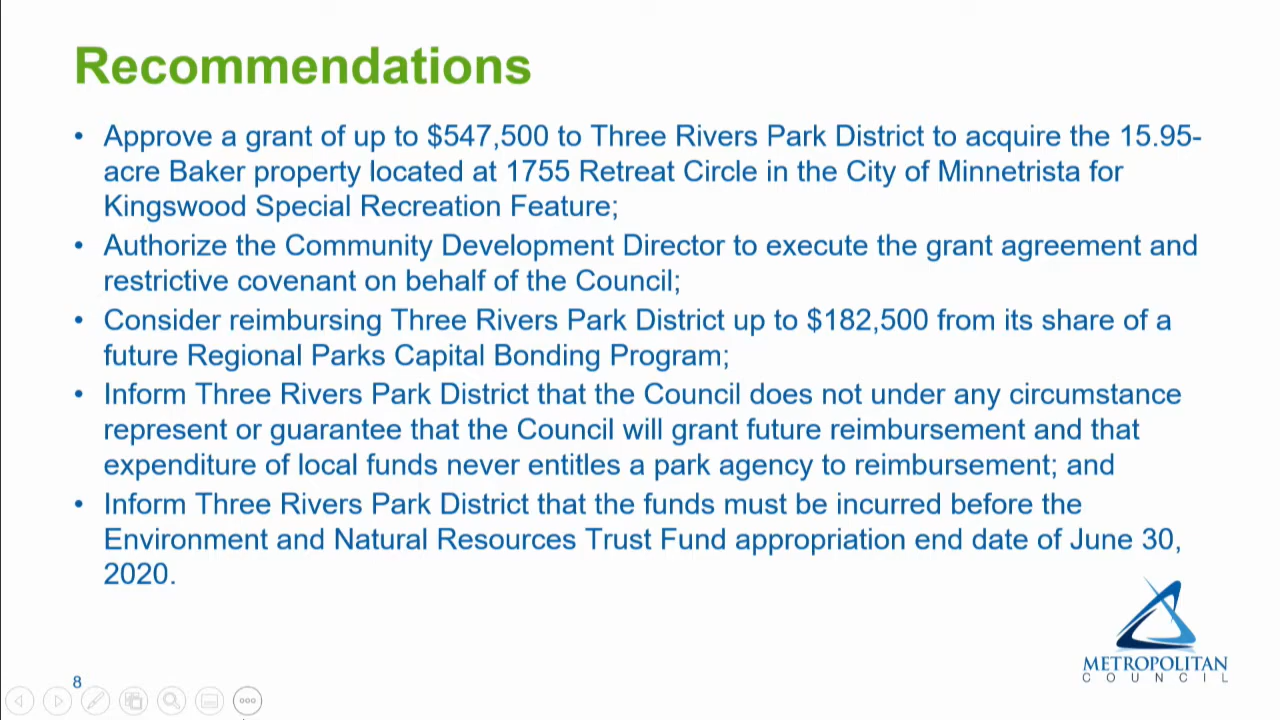 Recommendations
• Approve a grant of up to $547,500 to Three Rivers Park District to acquire the 15.95-
acre Baker property located at 1755 Retreat Circle in the City of Minnetrista for
Kingswood Special Recreation Feature;
• Authorize the Community Development Director to execute the grant agreement and
restrictive covenant on behalf of the Council;
• Consider reimbursing Three Rivers Park District up to $182,500 from its share of a
future Regional Parks Capital Bonding Program;
• Inform Three Rivers Park District that the Council does not under any circumstance
represent or guarantee that the Council will grant future reimbursement and that
expenditure of local funds never entitles a park agency to reimbursement; and
• Inform Three Rivers Park District that the funds must be incurred before the
Environment and Natural Resources Trust Fund appropriation end date of June 30,
2020.
METROPOLITAN
COUNCIL
8